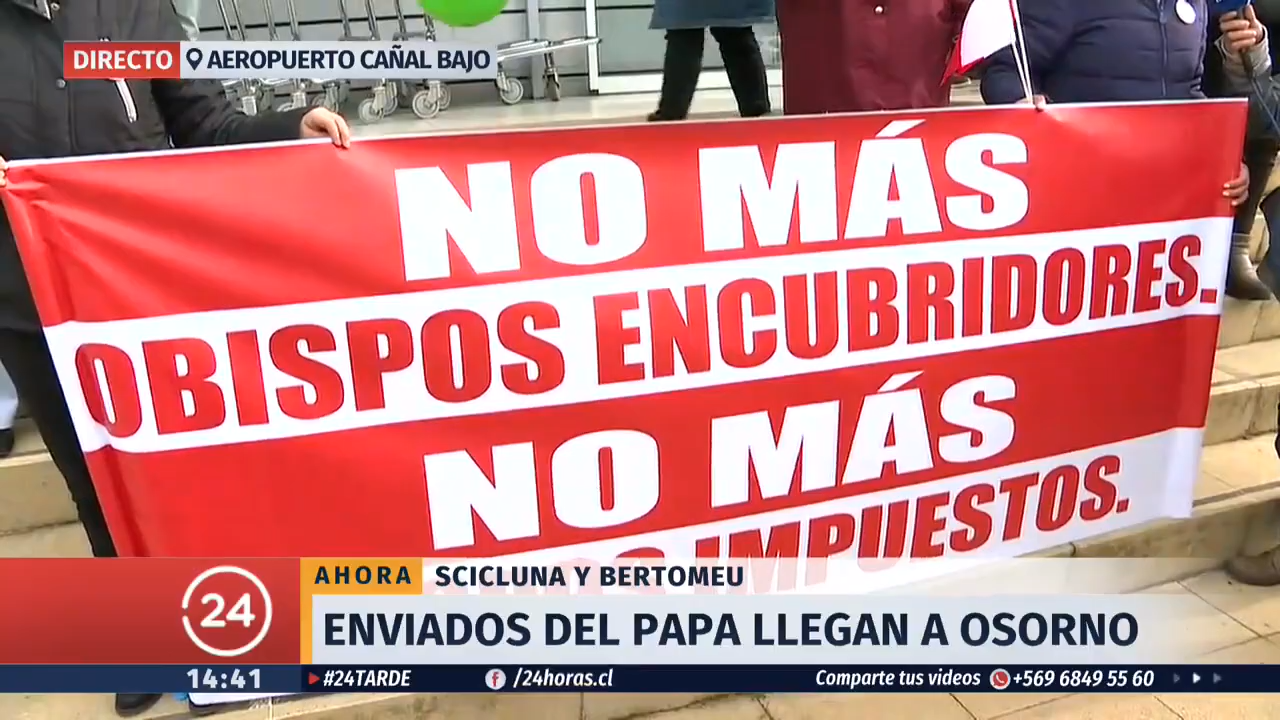 DIRECTO AEROPUERTO CAÑAL BAJO
NO MÁS
OBISPOS ENCUBRIDORES.
NO MÁS
IMPUESTOS.
AHORA SCICLUNA Y BERTOMEU
24 ENVIADOS DEL PAPA LLEGAN A OSORNO
14:41 #24TARDE /24horas.cl Comparte tus videos +569 6849 55 60